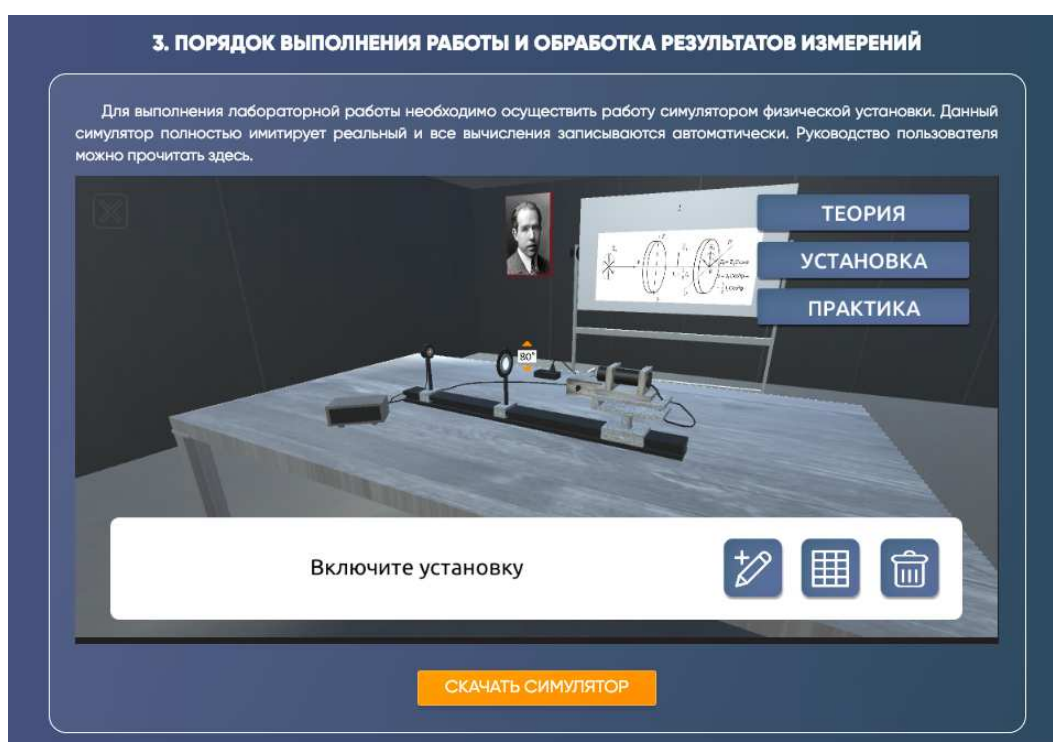 3. ПОРЯДОК ВЫПОЛНЕНИЯ РАБОТЫ И ОБРАБОТКА РЕЗУЛЬТАТОВ ИЗМЕРЕНИЙ
Для выполнения лабораторной работы необходимо осуществить работу симулятором физической установки. Данный
симулятор полностью имитирует реальный и все вычисления записываются автоматически. Руководство пользователя
можно прочитать здесь.
ТЕОРИЯ
УСТАНОВКА
ПРАКТИКА
80°
Включите установку
СКАЧАТЬ СИМУЛЯТОР